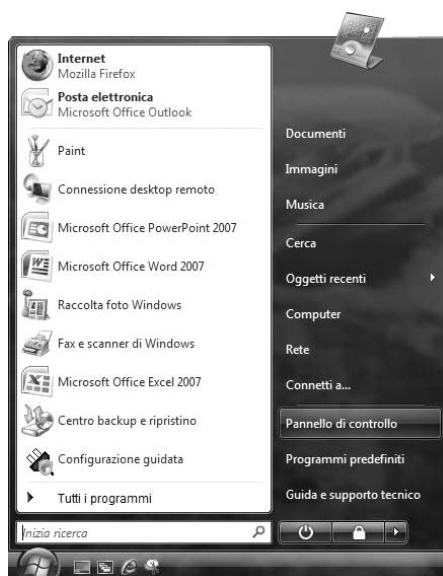 Internet
Mozilla Firefox
Posta elettronica
Microsoft Office Outlook
Paint
Connessione desktop remoto
Microsoft Office PowerPoint 2007
Microsoft Office Word 2007
Raccolta foto Windows
Fax e scanner di Windows
Microsoft Office Excel 2007
Centro backup e ripristino
Configurazione guidata
Tutti i programmi
Inizia ricerca
Documenti
Immagini
Musica
Cerca
Oggetti recenti
Computer
Rete
Connetti a...
Pannello di controllo
Programmi predefiniti
Guida e supporto tecnico